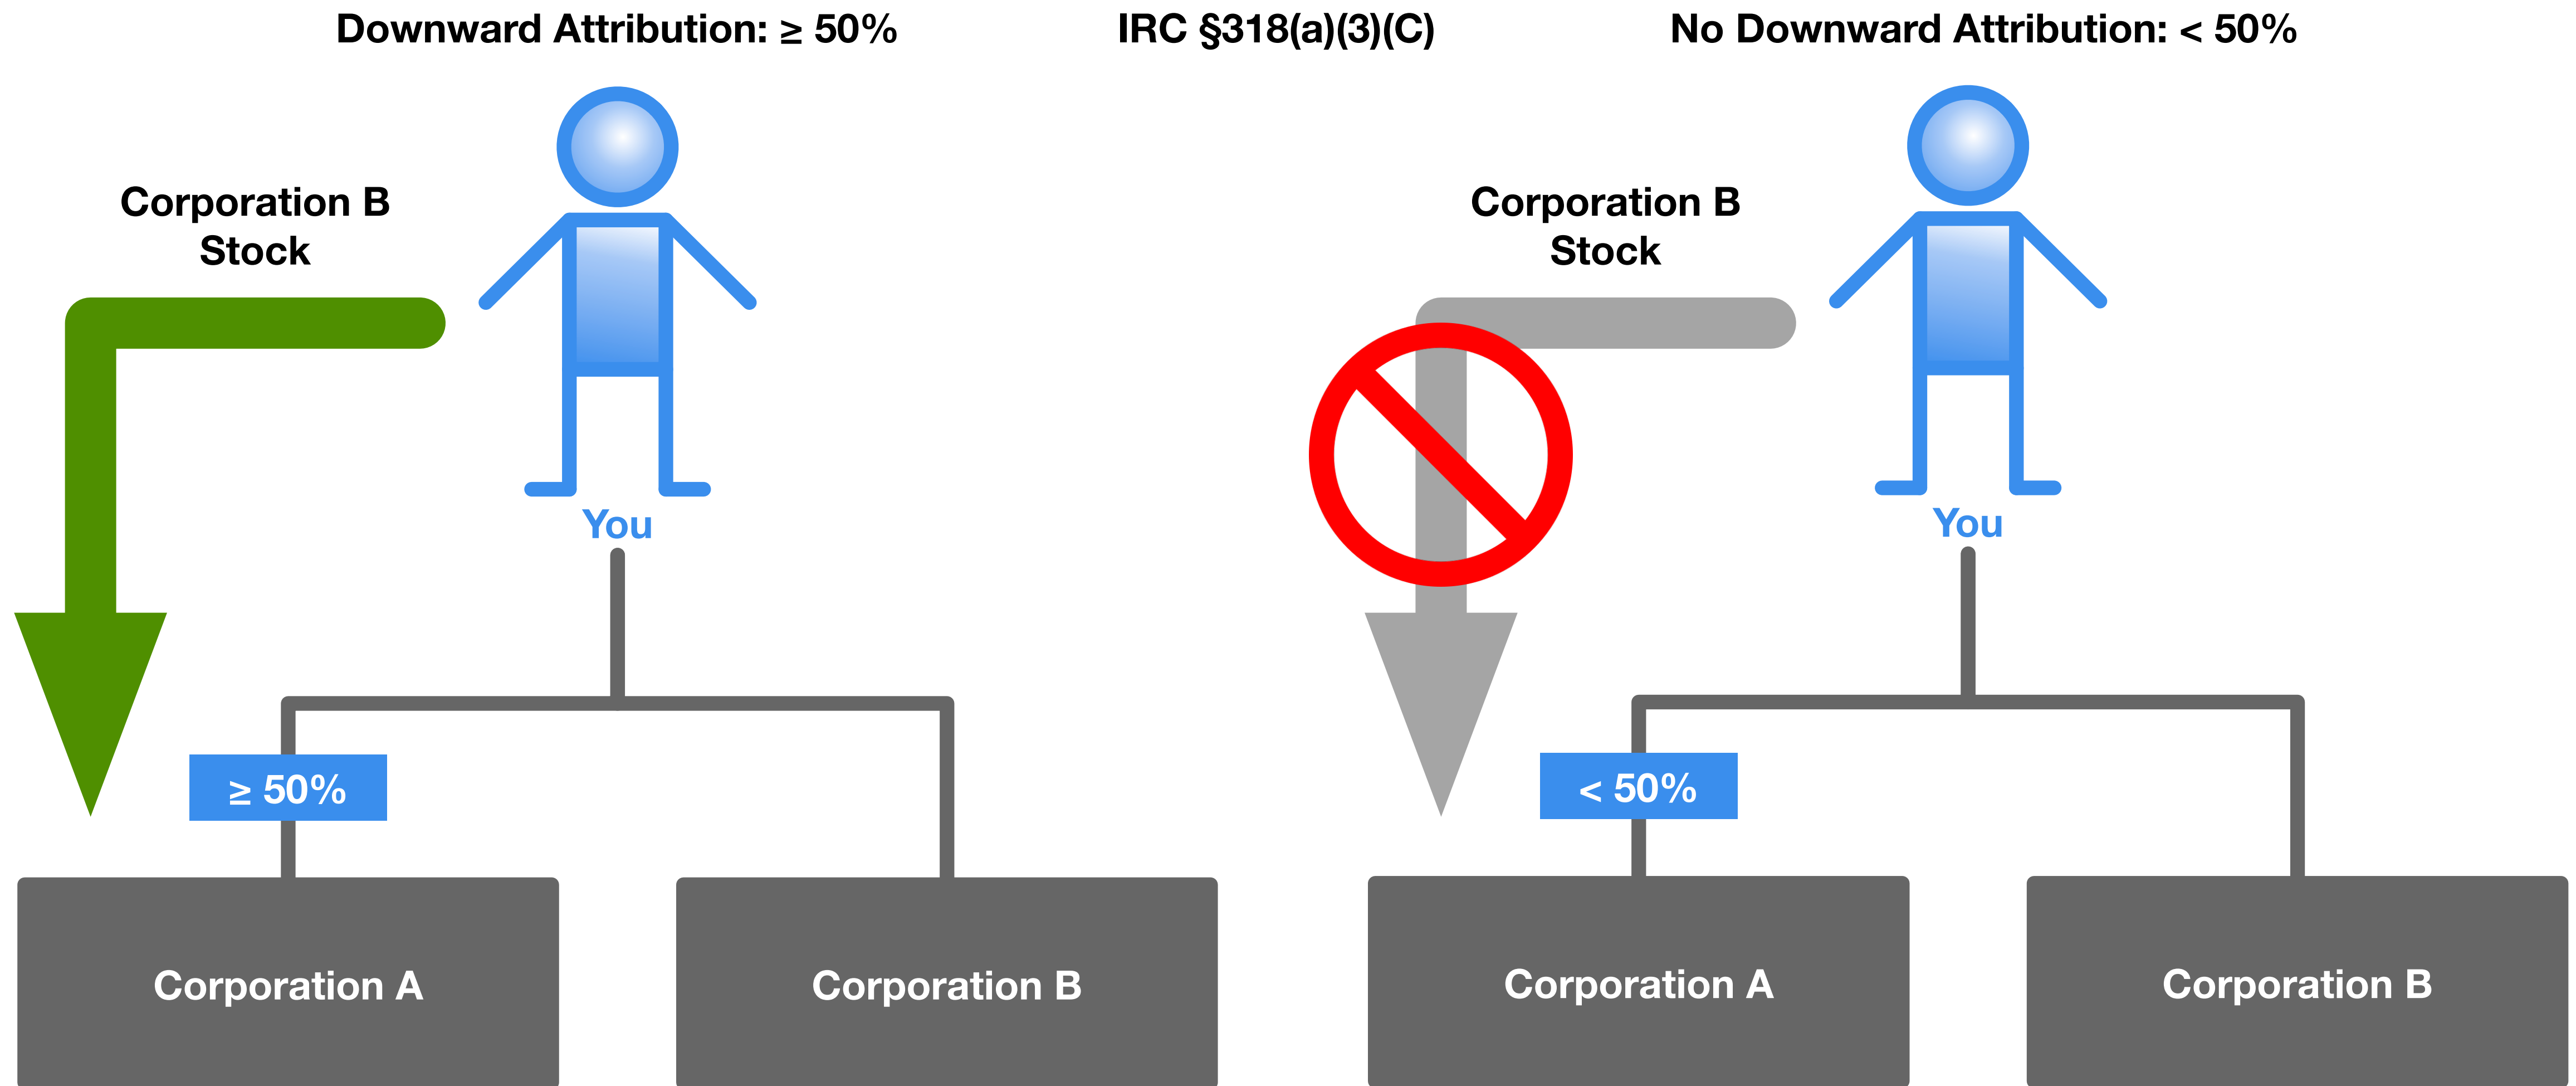 Downward Attribution: ≥ 50%
IRC §318(a)(3)(C)
No Downward Attribution: < 50%
Corporation B
Stock
You
≥ 50%
Corporation A
Corporation B
Corporation B
Stock
You
< 50%
Corporation A
Corporation B